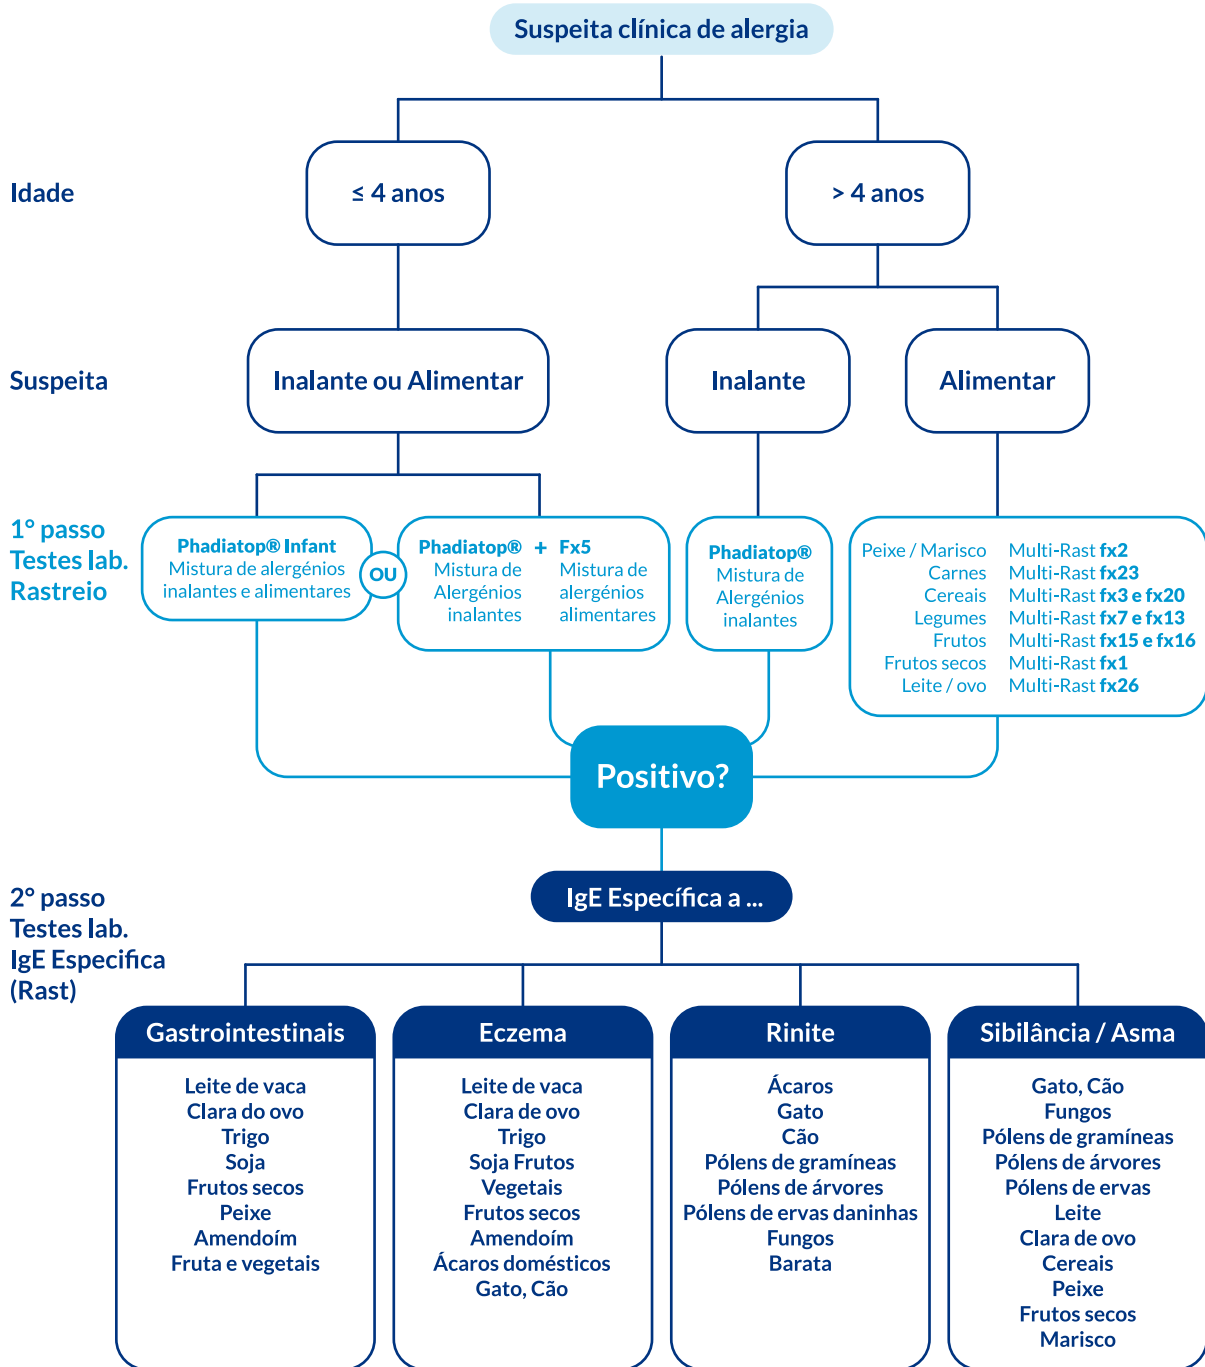 Suspeita clínica de alergia
Idade
≤ 4 anos
> 4 anos
Suspeita
Inalante ou Alimentar
Inalante
Alimentar
1° passo
Testes lab.
Rastreio
Phadiatop® Infant
Mistura de alergénios
inalantes e alimentares
OU
Phadiatop® + Fx5
Mistura de
Alergénios
inalantes
Mistura de
alergénios
alimentares
Phadiatop®
Mistura de
Alergénios
inalantes
Peixe / Marisco Multi-Rast fx2
Carnes Multi-Rast fx23
Cereais Multi-Rast fx3 e fx20
Legumes Multi-Rast fx7 e fx13
Frutos Multi-Rast fx15 e fx16
Frutos secos Multi-Rast fx1
Leite / ovo Multi-Rast fx26
Positivo?
2° passo
Testes lab.
IgE Especifica
(Rast)
IgE Específica a ...
Gastrointestinais
Leite de vaca
Clara do ovo
Trigo
Soja
Frutos secos
Peixe
Amendoím
Fruta e vegetais
Eczema
Leite de vaca
Clara de ovo
Trigo
Soja Frutos
Vegetais
Frutos secos
Amendoím
Ácaros domésticos
Gato, Cão
Rinite
Ácaros
Gato
Cão
Pólens de gramíneas
Pólens de árvores
Pólens de ervas daninhas
Fungos
Barata
Sibilância / Asma
Gato, Cão
Fungos
Pólens de gramíneas
Pólens de árvores
Pólens de ervas
Leite
Clara de ovo
Cereais
Peixe
Frutos secos
Marisco